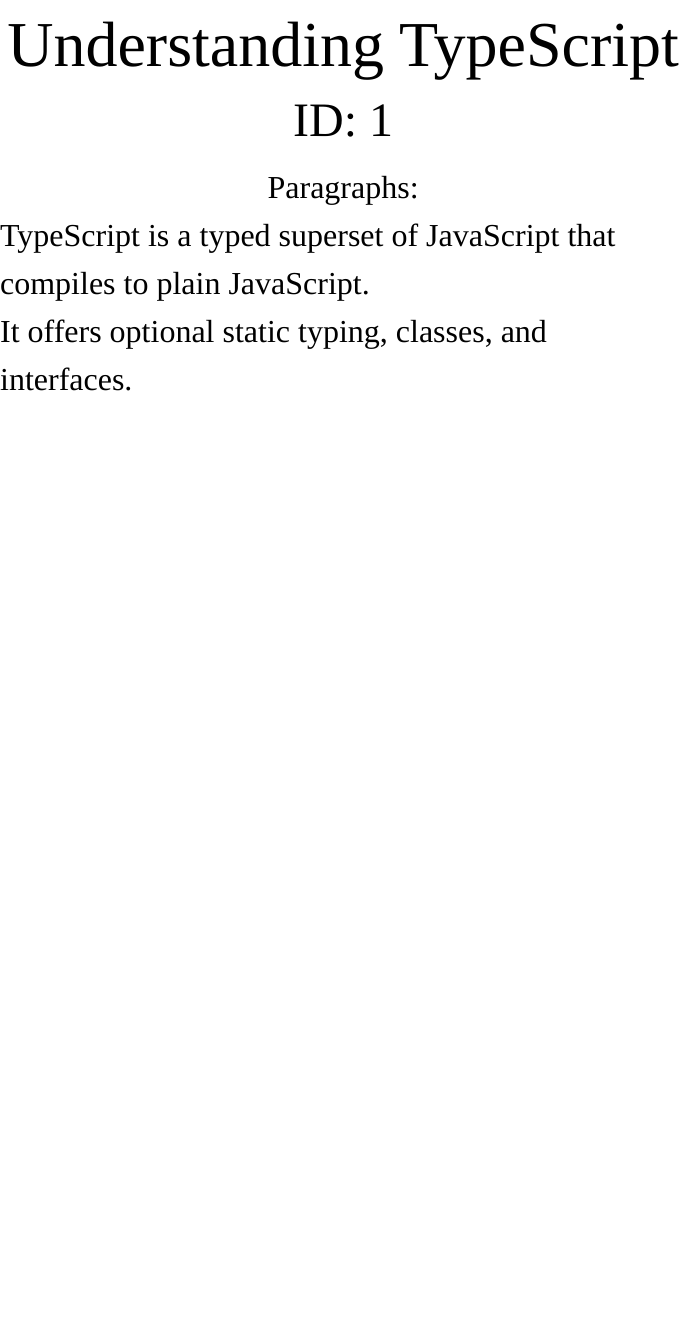 Understanding TypeScript
ID: 1
Paragraphs:
TypeScript is a typed superset of JavaScript that
compiles to plain JavaScript.
It offers optional static typing, classes, and
interfaces.